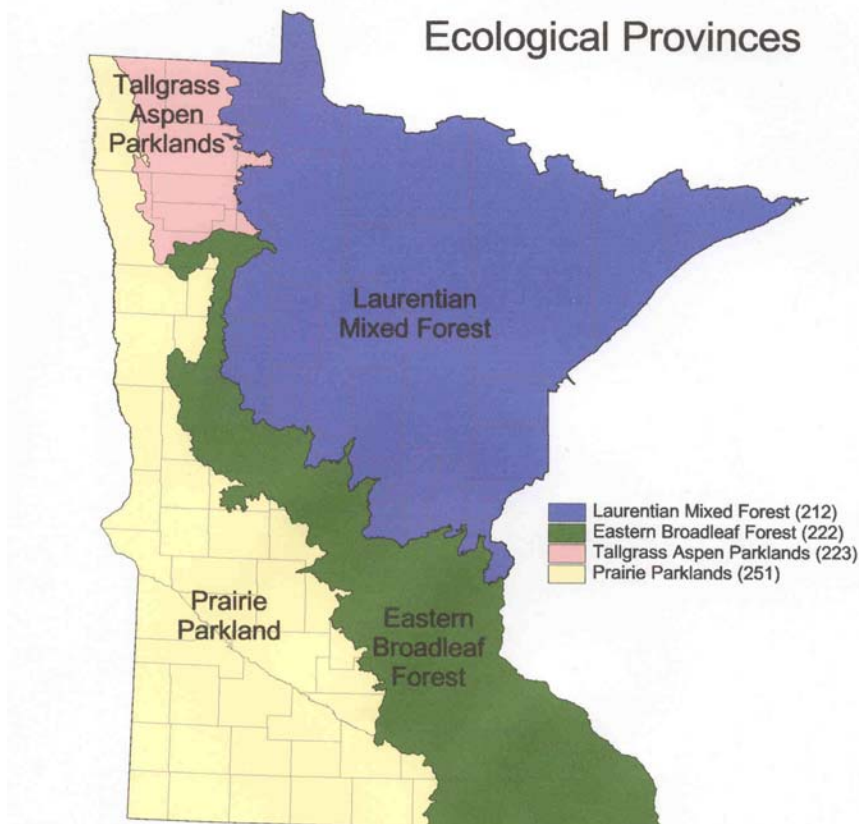 Ecological Provinces
Tallgrass
Aspen
Parklands
Laurentian
Mixed Forest
Laurentian Mixed Forest (212)
Eastern Broadleaf Forest (222)
Tallgrass Aspen Parklands (223)
Prairie Parklands (251)
Prairie
Parkland
Eastern
Broadleaf
Forest